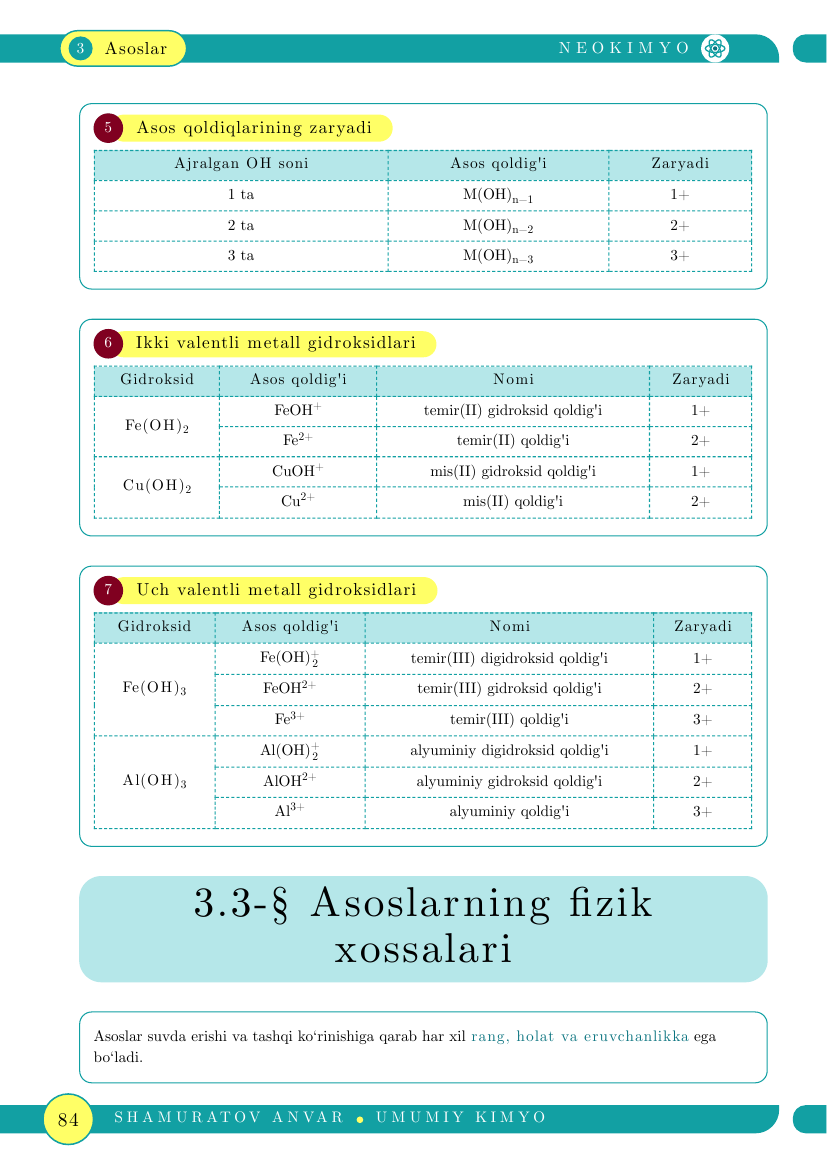 3 Asoslar
NEOKIMYO
5 Asos qoldiqlarining zaryadi
Ajralgan OH soni Asos qoldig'i Zaryadi
1 ta M(OH)ₙ₋₁ 1+
2 ta M(OH)ₙ₋₂ 2+
3 ta M(OH)ₙ₋₃ 3+
6 Ikki valentli metall gidroksidlari
Gidroksid Asos qoldig'i Nomi Zaryadi
Fe(OH)₂
FeOH⁺ temir(II) gidroksid qoldig'i 1+
Fe²⁺ temir(II) qoldig'i 2+
Cu(OH)₂
CuOH⁺ mis(II) gidroksid qoldig'i 1+
Cu²⁺ mis(II) qoldig'i 2+
7 Uch valentli metall gidroksidlari
Gidroksid Asos qoldig'i Nomi Zaryadi
Fe(OH)₃
Fe(OH)₂⁺ temir(III) digidroksid qoldig'i 1+
FeOH²⁺ temir(III) gidroksid qoldig'i 2+
Fe³⁺ temir(III) qoldig'i 3+
Al(OH)₃
Al(OH)₂⁺ alyuminiy digidroksid qoldig'i 1+
AlOH²⁺ alyuminiy gidroksid qoldig'i 2+
Al³⁺ alyuminiy qoldig'i 3+
3.3-§ Asoslarning fizik
xossalari
Asoslar suvda erishi va tashqi ko‘rinishiga qarab har xil rang, holat va eruvchanlikka ega
bo‘ladi.
84 SHAMURATOV ANVAR • UMUMIY KIMYO